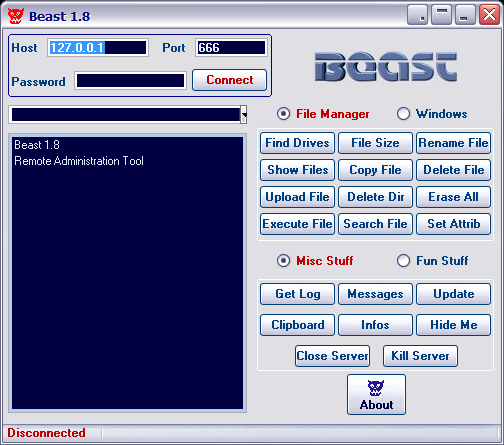 Beast 1.8
Host 127.0.0.1 Port 666
Password Connect
BEAST
File Manager Windows
Beast 1.8
Remote Administration Tool
Find Drives File Size Rename File
Show Files Copy File Delete File
Upload File Delete Dir Erase All
Execute File Search File Set Attrib
Misc Stuff Fun Stuff
Get Log Messages Update
Clipboard Infos Hide Me
Close Server Kill Server
About
Disconnected